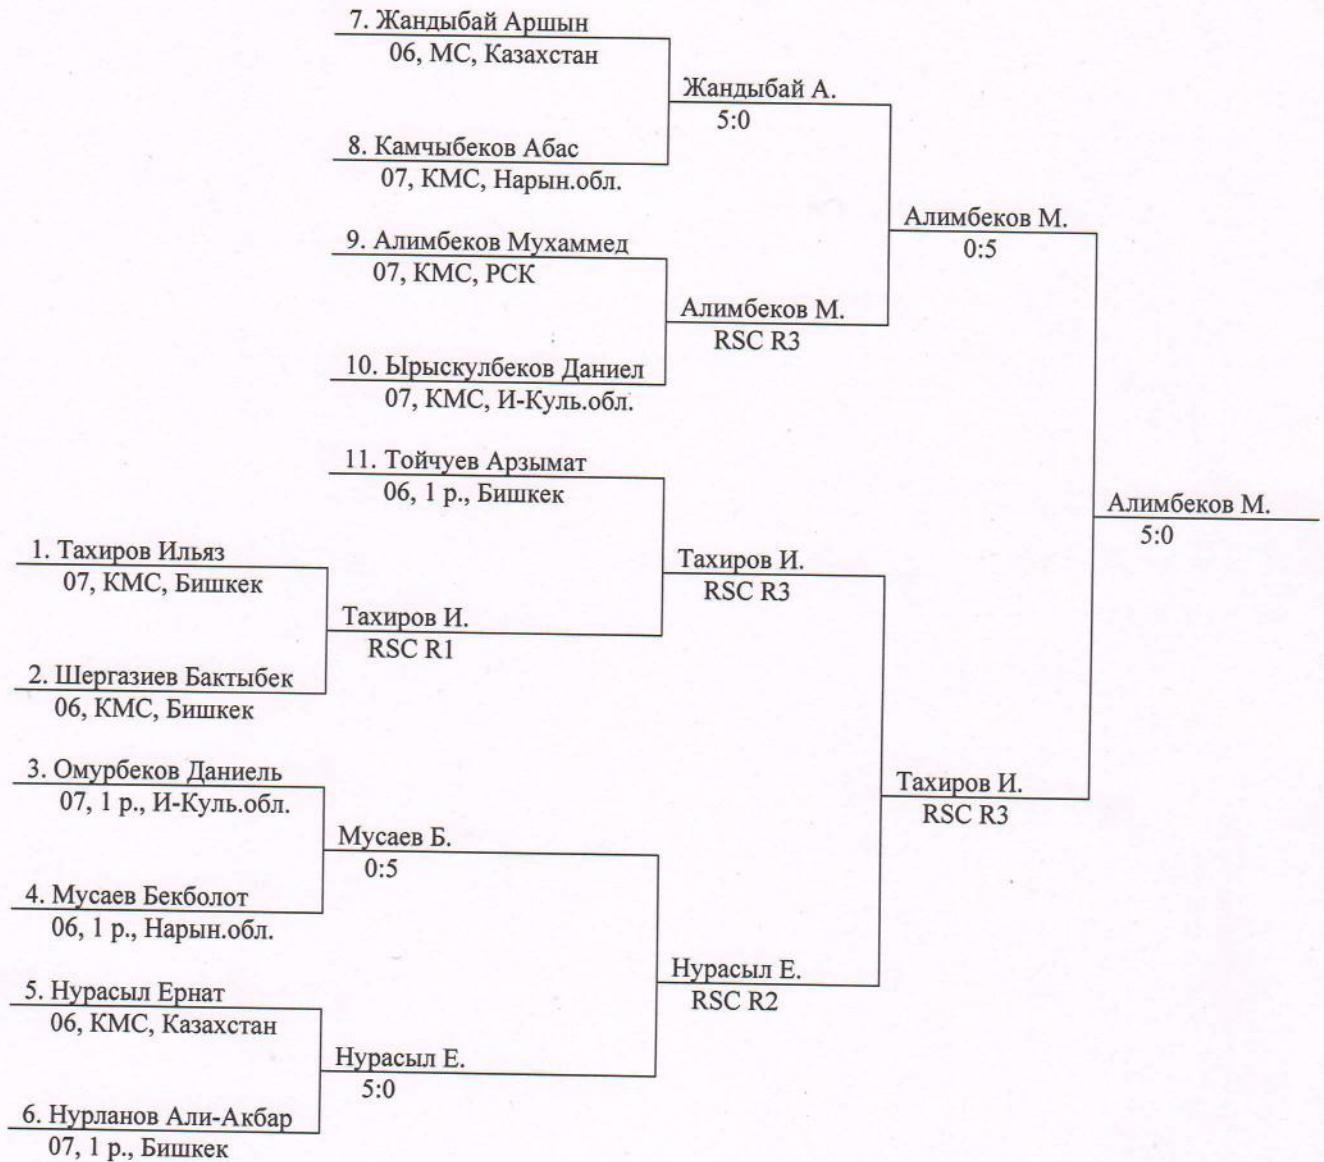 7. Жандыбай Аршын
06, МС, Казахстан
Жандыбай А.
5:0
8. Камчыбеков Абас
07, КМС, Нарын.обл.
Алимбеков М.
0:5
9. Алимбеков Мухаммед
07, КМС, РСК
Алимбеков М.
RSC R3
10. Ырыскулбеков Даниел
07, КМС, И-Куль.обл.
11. Тойчуев Арзымат
06, 1 р., Бишкек
Алимбеков М.
5:0
1. Тахиров Ильяз
07, КМС, Бишкек
Тахиров И.
RSC R3
Тахиров И.
RSC R1
2. Шергазиев Бактыбек
06, КМС, Бишкек
3. Омурбеков Даниель
07, 1 р., И-Куль.обл.
Тахиров И.
RSC R3
Мусаев Б.
0:5
4. Мусаев Бекболот
06, 1 р., Нарын.обл.
Нурасыл Е.
RSC R2
5. Нурасыл Ернат
06, КМС, Казахстан
Нурасыл Е.
5:0
6. Нурланов Али-Акбар
07, 1 р., Бишкек